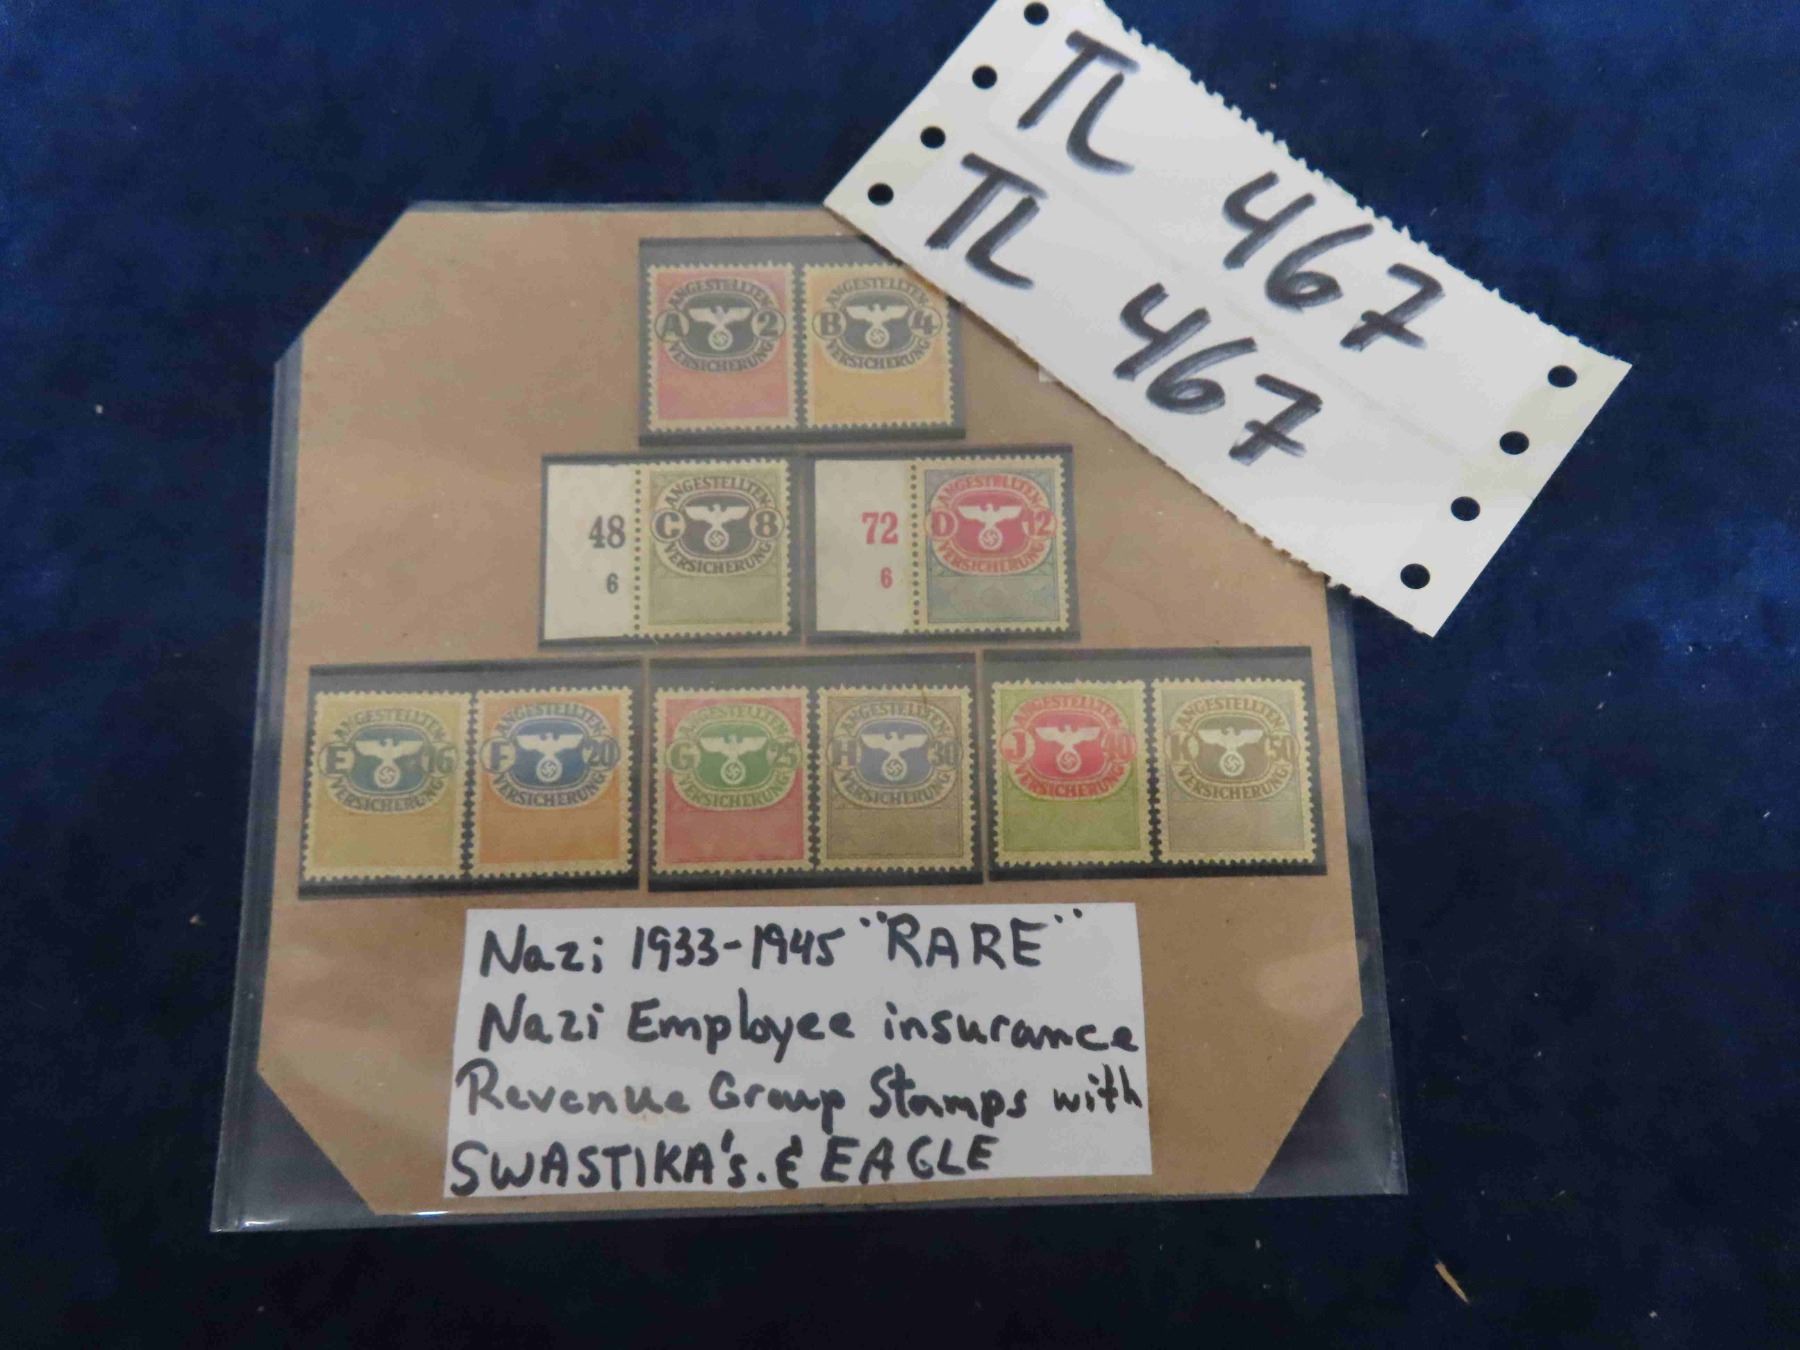 TL 467
TL 467
ANGESTELLTEN
A 2
VERSICHERUNG
ANGESTELLTEN
B 4
VERSICHERUNG
48
6
ANGESTELLTEN
C 8
VERSICHERUNG
72
6
ANGESTELLTEN
D 12
VERSICHERUNG
ANGESTELLTEN
E 16
VERSICHERUNG
ANGESTELLTEN
F 20
VERSICHERUNG
ANGESTELLTEN
G 25
VERSICHERUNG
ANGESTELLTEN
H 30
VERSICHERUNG
ANGESTELLTEN
J 40
VERSICHERUNG
ANGESTELLTEN
K 50
VERSICHERUNG
Nazi 1933-1945 "RARE"
Nazi Employee insurance
Revenue Group Stamps with
SWASTIKA's. & EAGLE